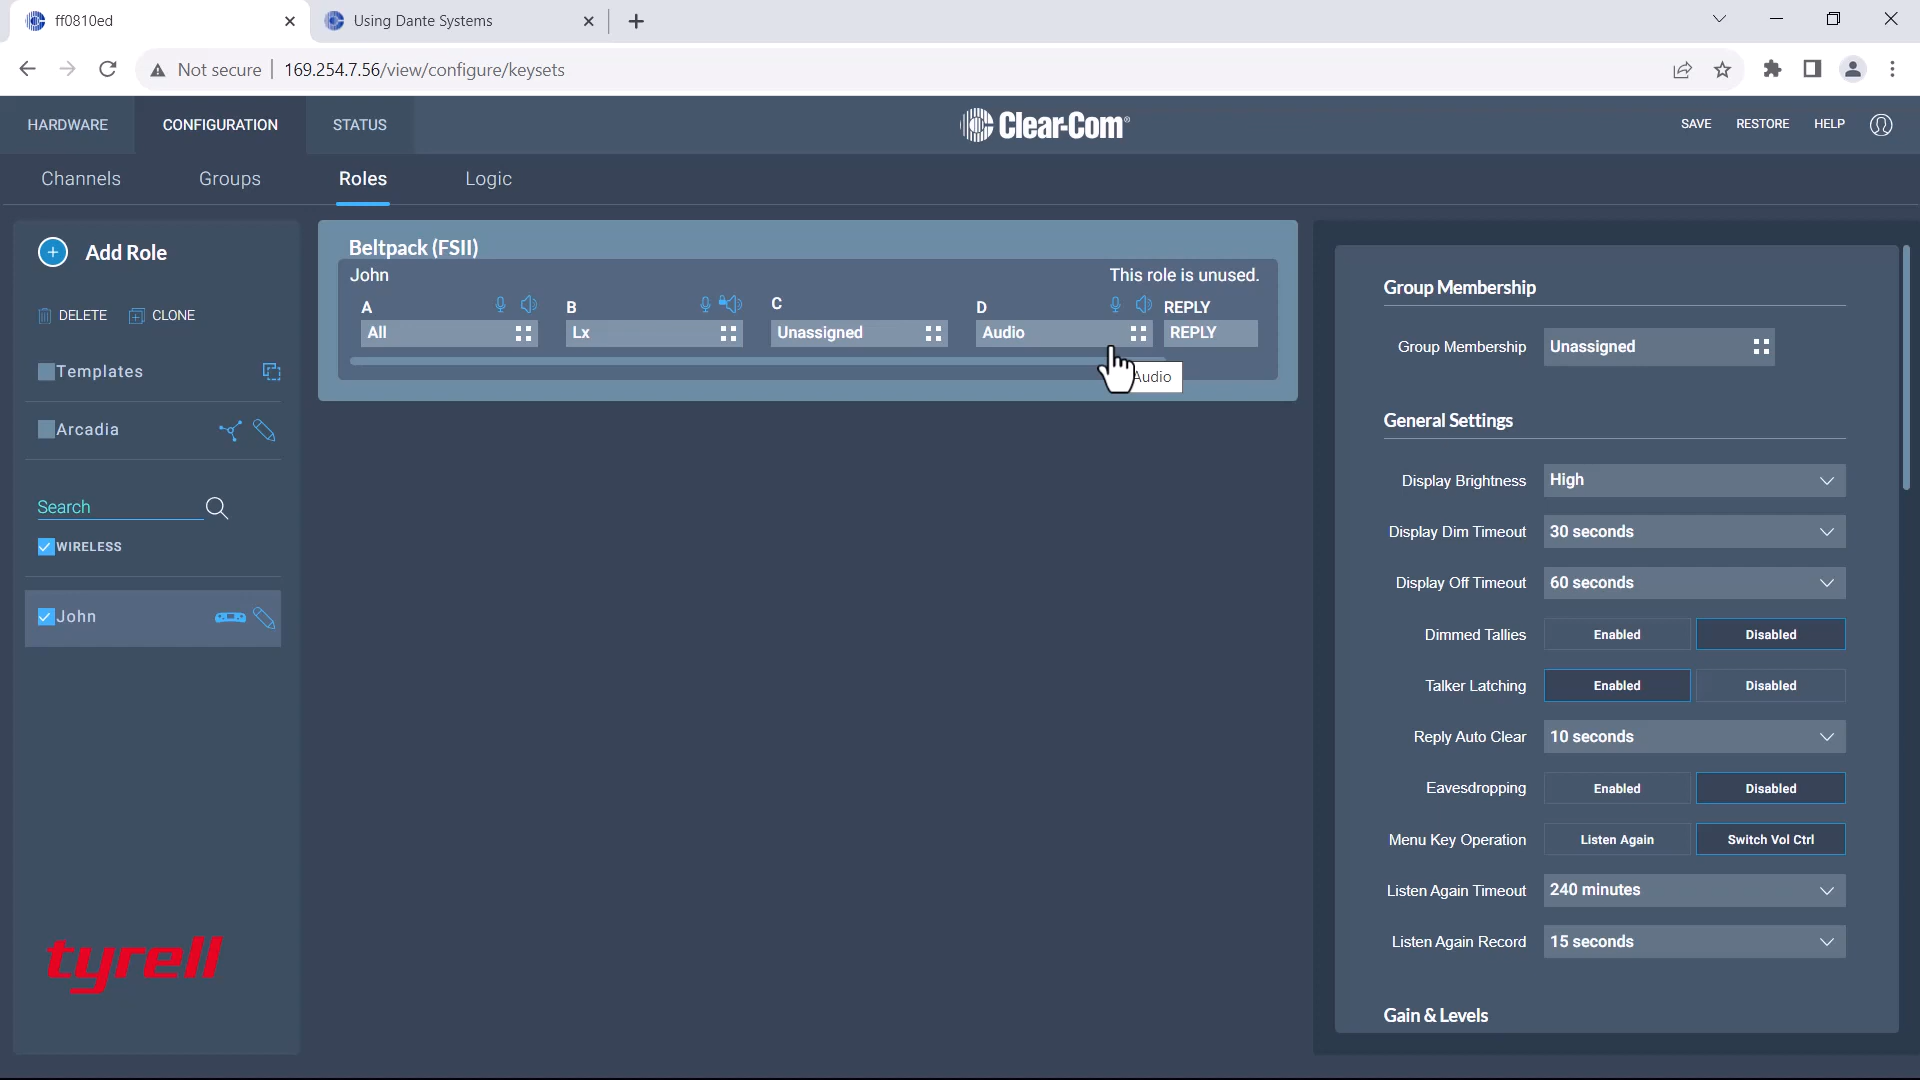 ff0810ed
Using Dante Systems
Not secure
169.254.7.56/view/configure/keysets
HARDWARE
CONFIGURATION
STATUS
Clear-Com®
SAVE
RESTORE
HELP
Channels
Groups
Roles
Logic
Add Role
DELETE
CLONE
Templates
Arcadia
Search
WIRELESS
John
tyrell
Beltpack (FSII)
John
This role is unused.
A
B
C
D
REPLY
All
Lx
Unassigned
Audio
REPLY
Audio
Group Membership
Group Membership
Unassigned
General Settings
Display Brightness
High
Display Dim Timeout
30 seconds
Display Off Timeout
60 seconds
Dimmed Tallies
Enabled
Disabled
Talker Latching
Enabled
Disabled
Reply Auto Clear
10 seconds
Eavesdropping
Enabled
Disabled
Menu Key Operation
Listen Again
Switch Vol Ctrl
Listen Again Timeout
240 minutes
Listen Again Record
15 seconds
Gain & Levels